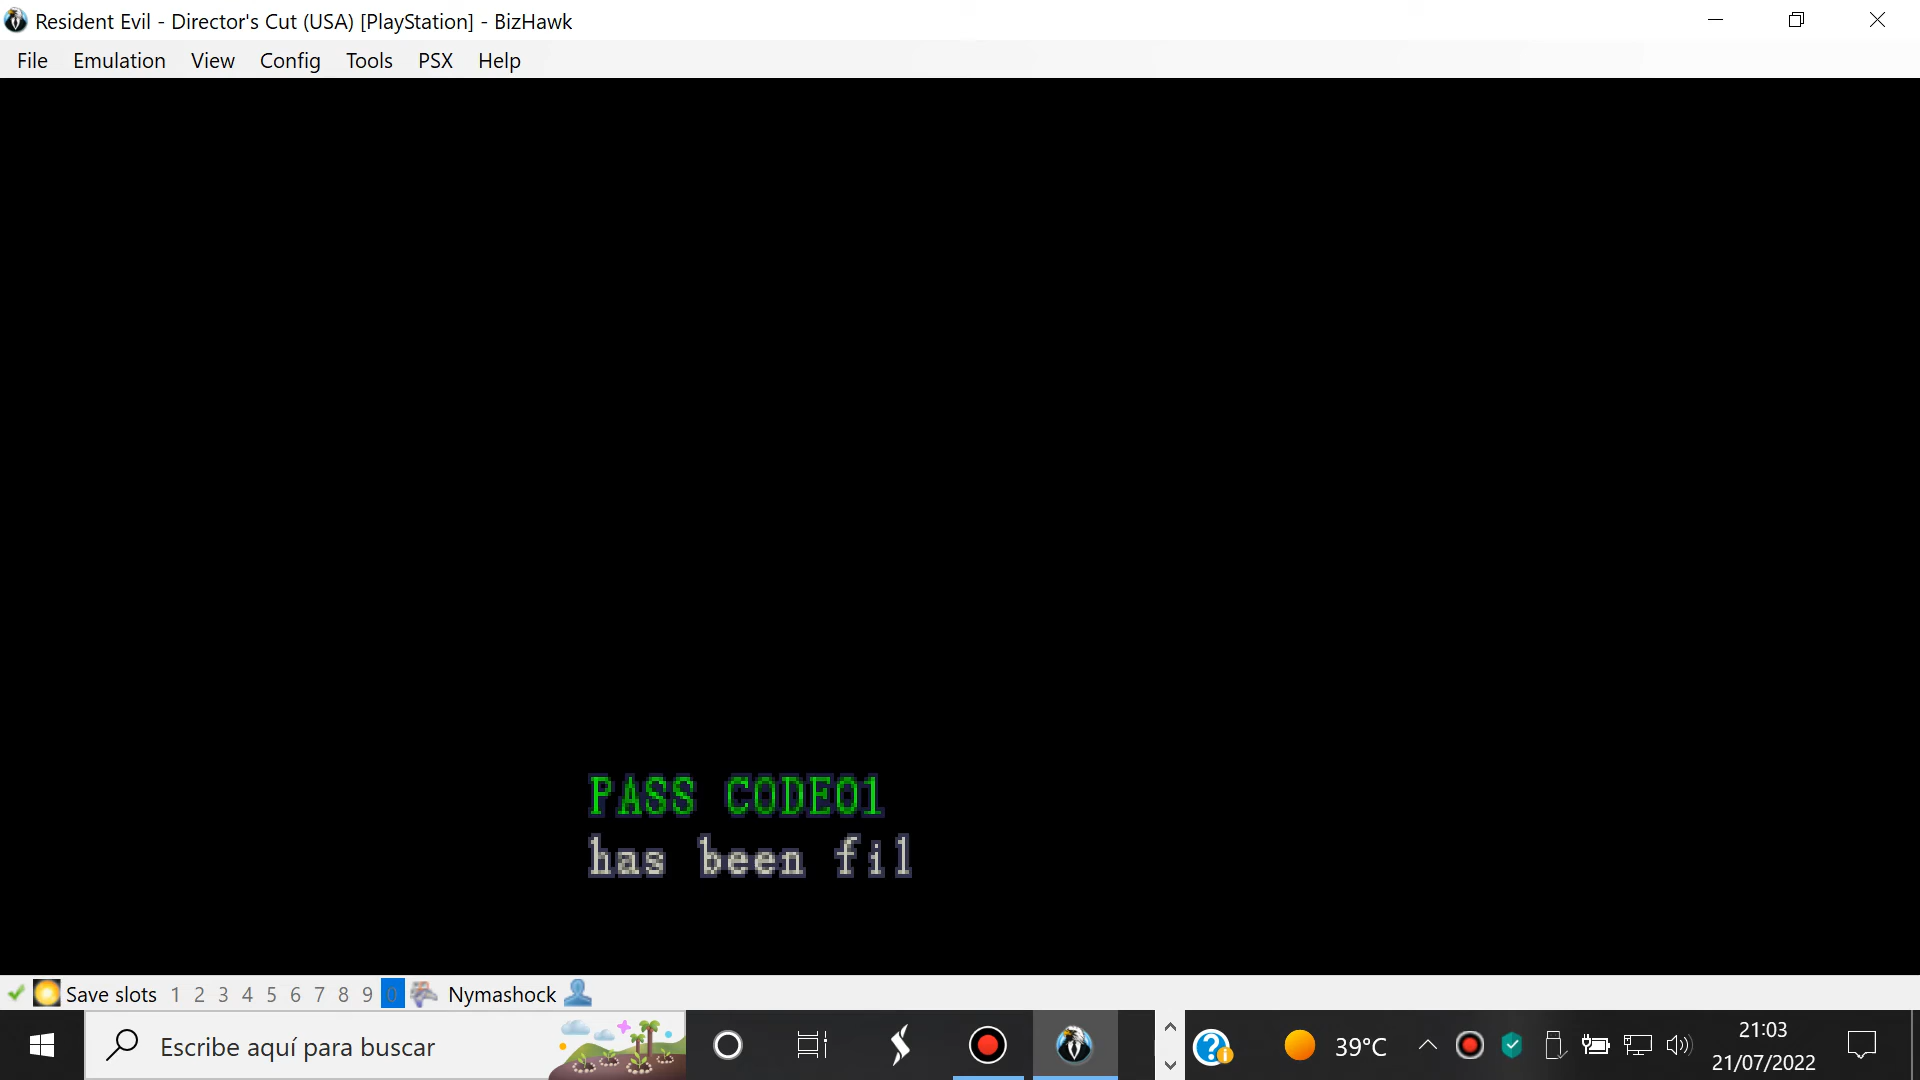 Resident Evil - Director's Cut (USA) [PlayStation] - BizHawk
File Emulation View Config Tools PSX Help
PASS CODE01
has been fil
Save slots 1 2 3 4 5 6 7 8 9 0 Nymashock
Escribe aquí para buscar
39°C
21:03
21/07/2022